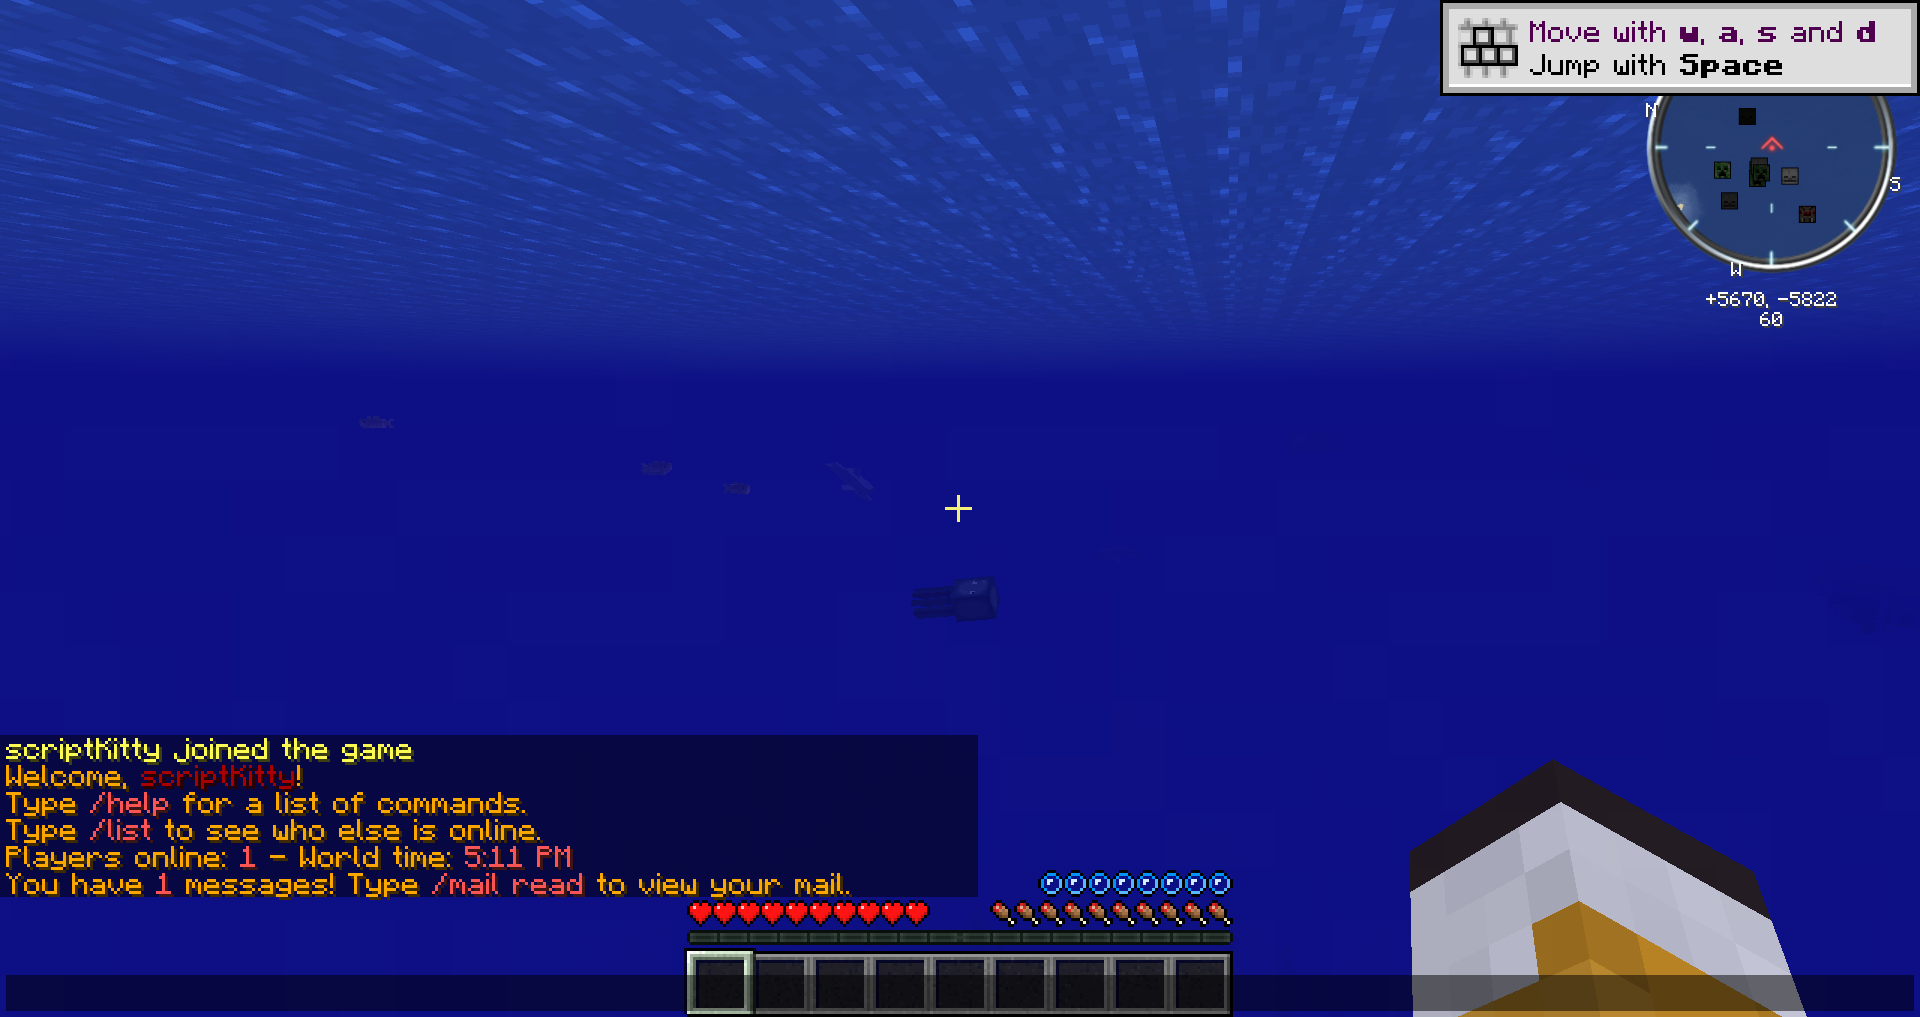 Move with w, a, s and d
Jump with Space
N
S
W
+5670, -5822
60
scriptKitty joined the game
Welcome, scriptKitty!
Type /help for a list of commands.
Type /list to see who else is online.
Players online: 1 - World time: 5:11 PM
You have 1 messages! Type /mail read to view your mail.